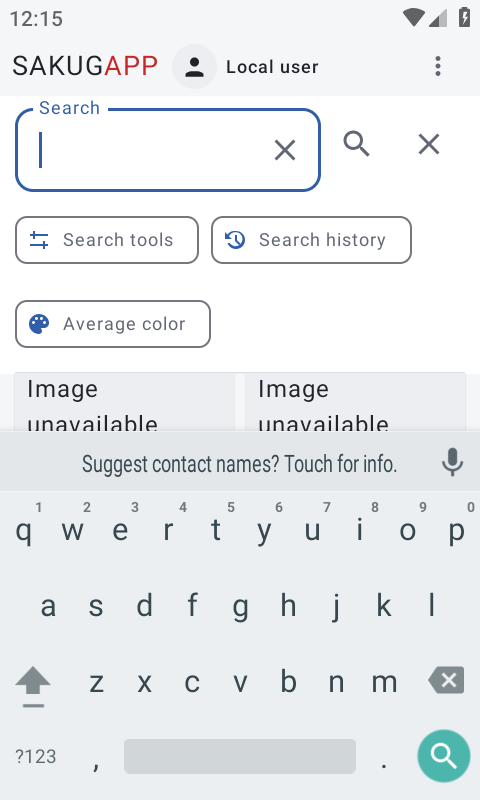 12:15
SAKUGAPP Local user
Search
Search tools Search history
Average color
Image unavailable Image unavailable
Suggest contact names? Touch for info.
1 2 3 4 5 6 7 8 9 0
q w e r t y u i o p
a s d f g h j k l
z x c v b n m
?123 , .